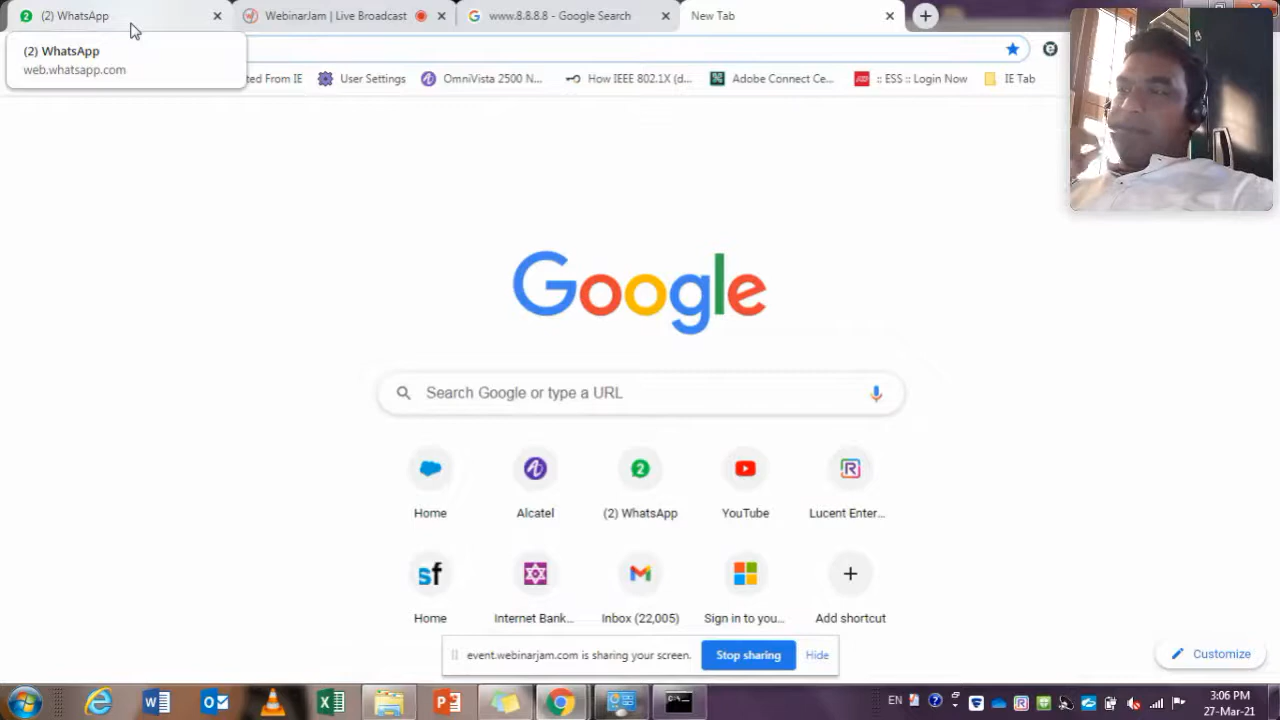 (2) WhatsApp
WebinarJam | Live Broadcast
www.8.8.8.8 - Google Search
New Tab
(2) WhatsApp
web.whatsapp.com
ted From IE
User Settings
OmniVista 2500 N...
How IEEE 802.1X (d...
Adobe Connect Ce...
:: ESS :: Login Now
IE Tab
Google
Search Google or type a URL
Home
Alcatel
(2) WhatsApp
YouTube
Lucent Enter...
Home
Internet Bank...
Inbox (22,005)
Sign in to you...
Add shortcut
event.webinarjam.com is sharing your screen.
Stop sharing
Hide
Customize
EN
3:06 PM
27-Mar-21